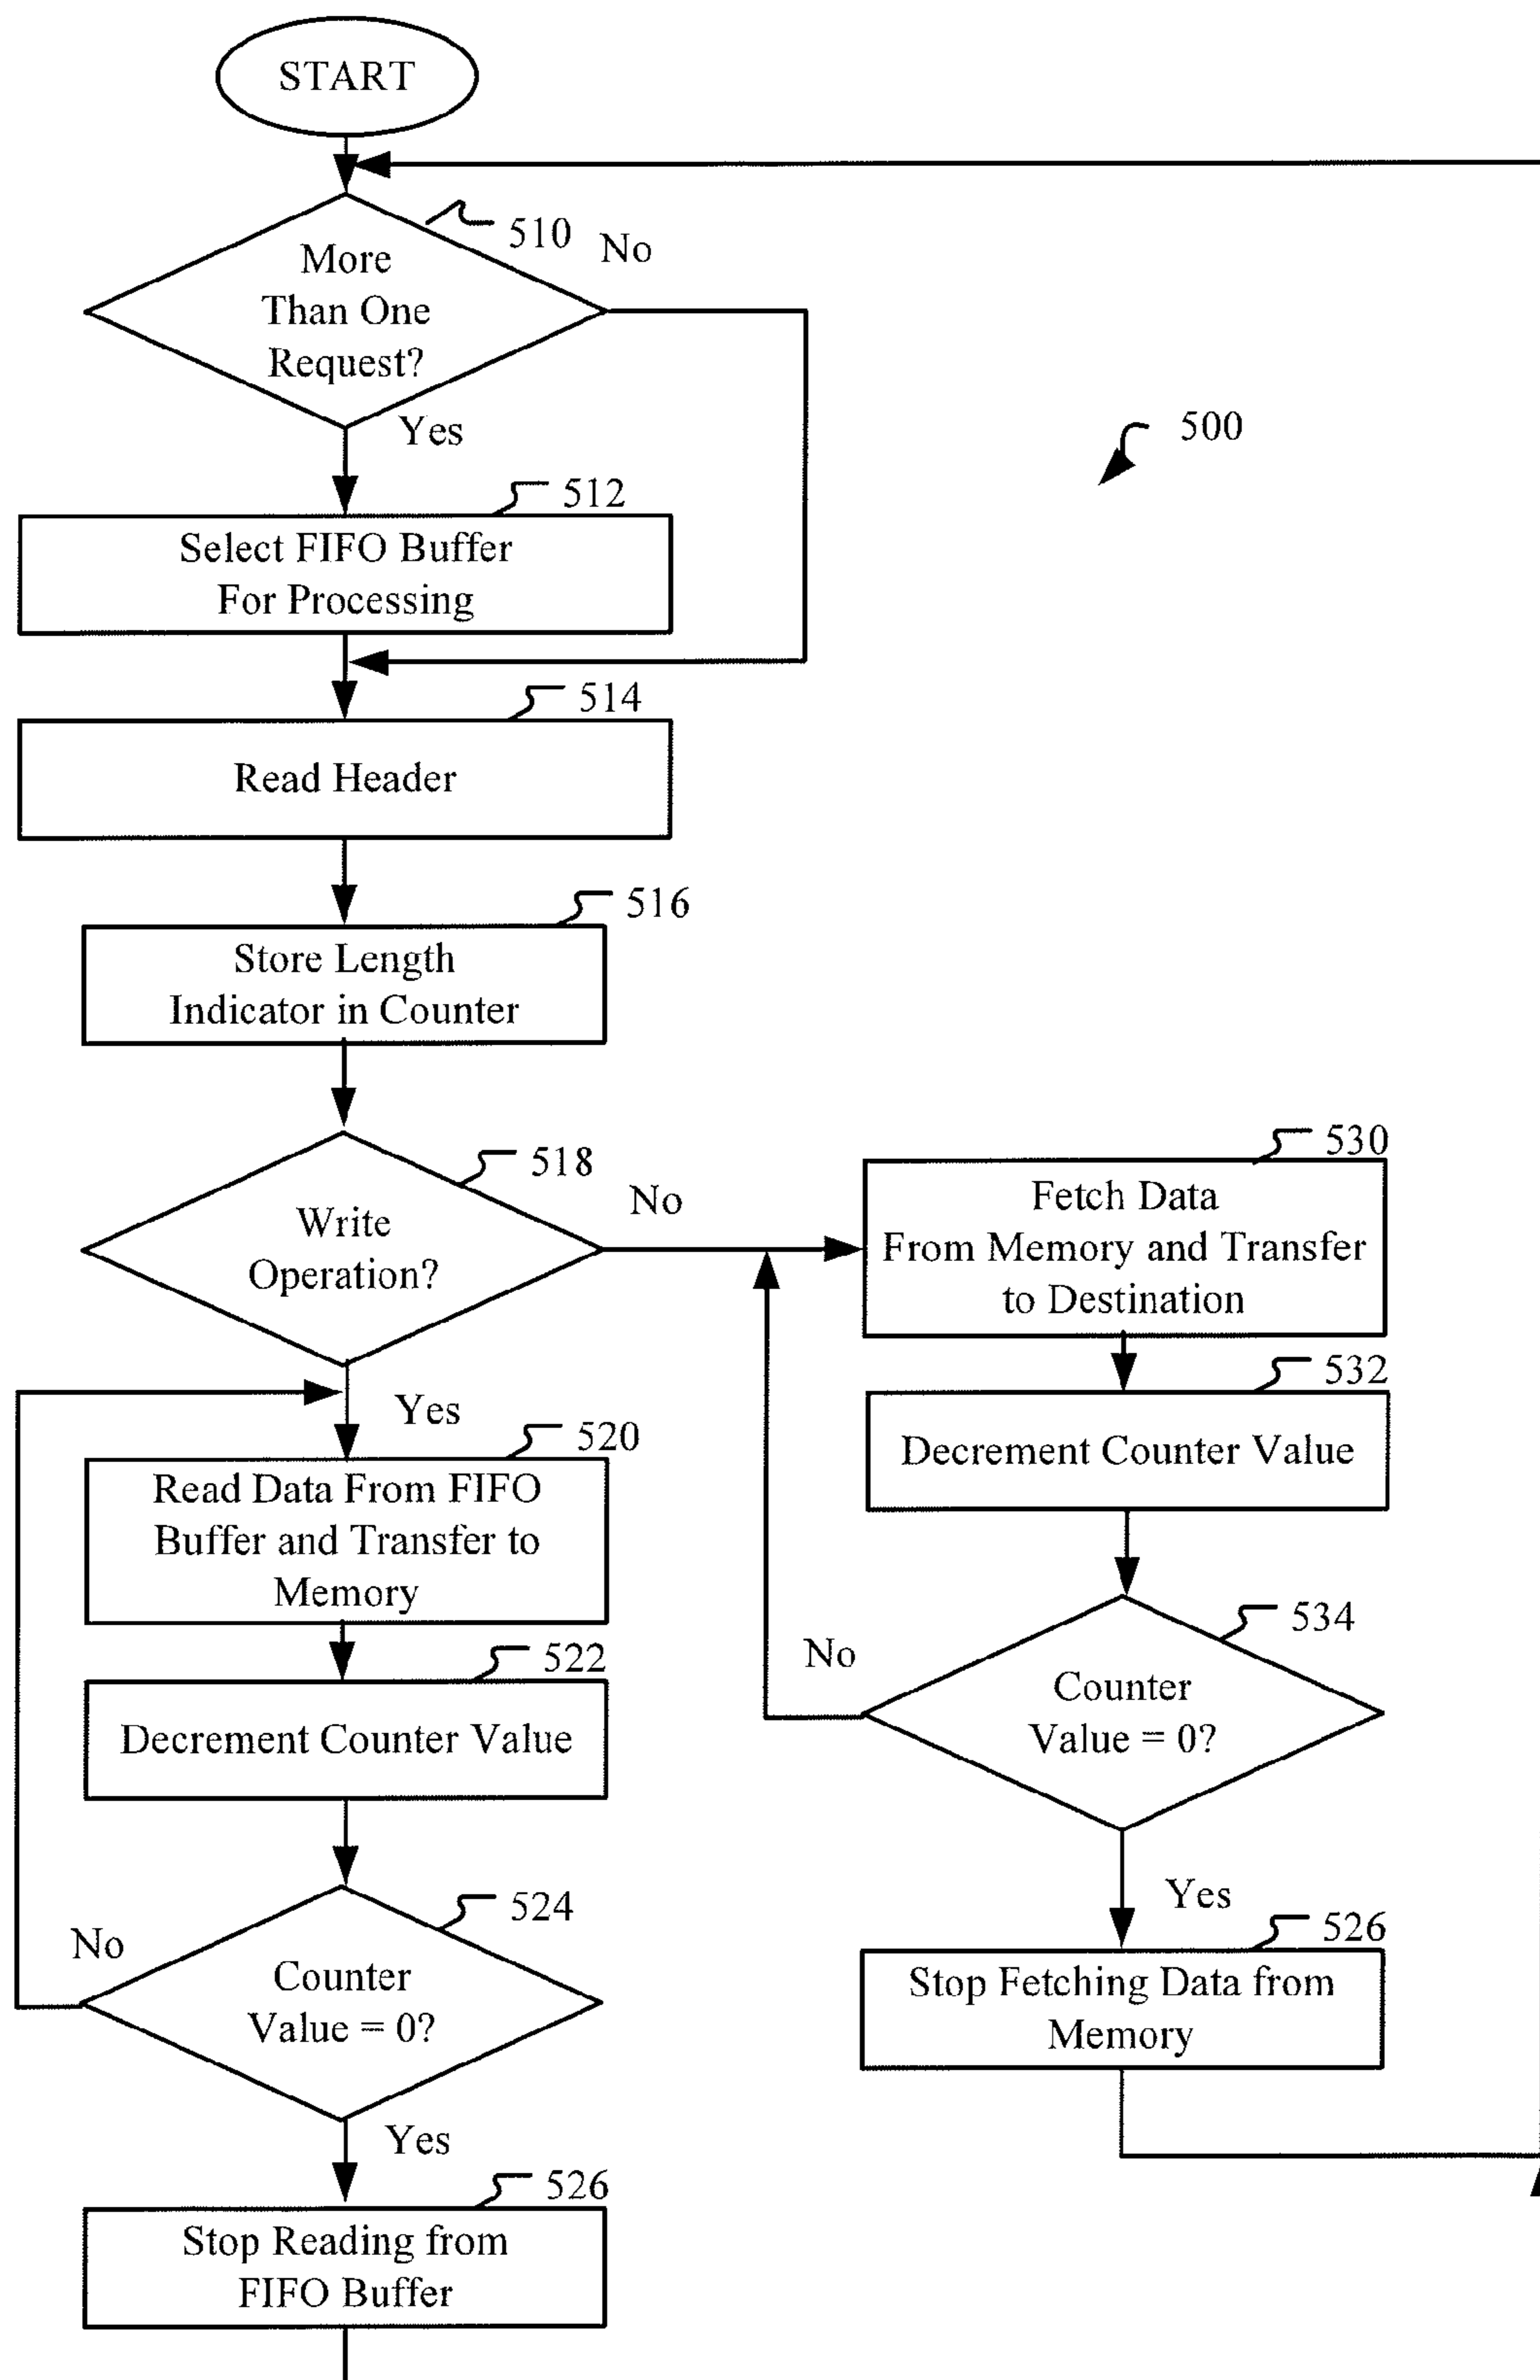 START
510
No
More
Than One
Request?
Yes
500
512
Select FIFO Buffer
For Processing
514
Read Header
516
Store Length
Indicator in Counter
518
Write
Operation?
No
Yes
520
Read Data From FIFO
Buffer and Transfer to
Memory
522
Decrement Counter Value
524
No
Counter
Value = 0?
Yes
526
Stop Reading from
FIFO Buffer
530
Fetch Data
From Memory and Transfer
to Destination
532
Decrement Counter Value
534
No
Counter
Value = 0?
Yes
526
Stop Fetching Data from
Memory